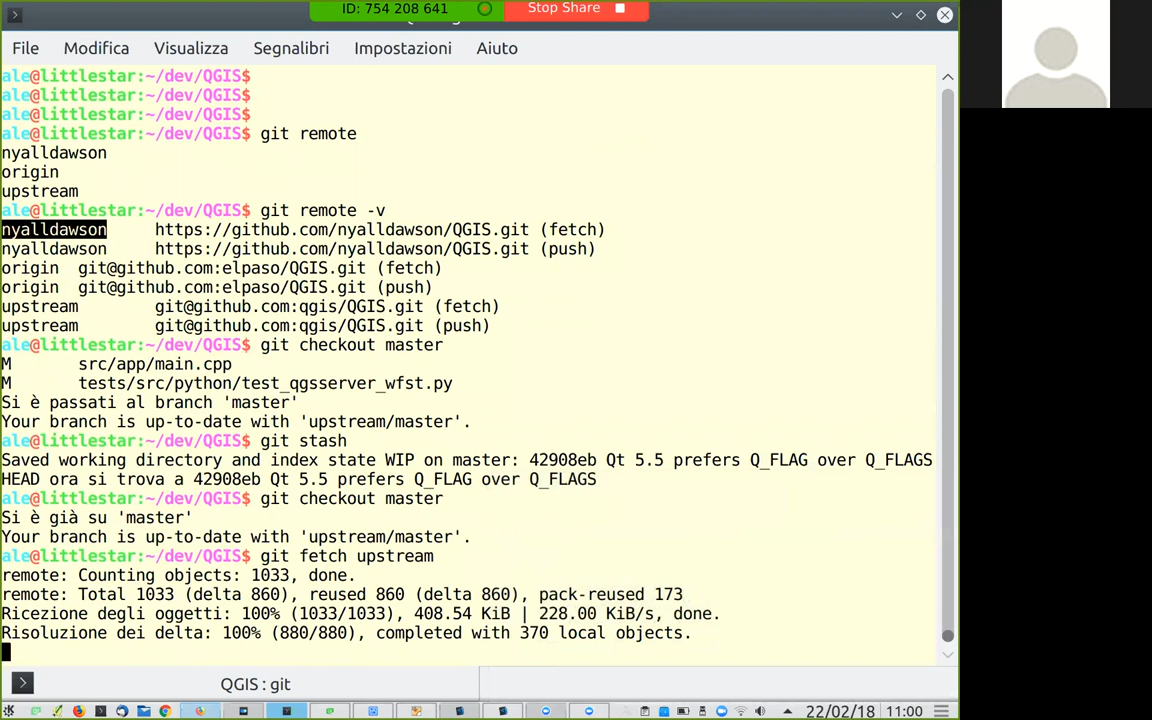 ID: 754 208 641
Stop Share
File Modifica Visualizza Segnalibri Impostazioni Aiuto
ale@littlestar:~/dev/QGIS$
ale@littlestar:~/dev/QGIS$
ale@littlestar:~/dev/QGIS$
ale@littlestar:~/dev/QGIS$ git remote
nyalldawson
origin
upstream
ale@littlestar:~/dev/QGIS$ git remote -v
nyalldawson https://github.com/nyalldawson/QGIS.git (fetch)
nyalldawson https://github.com/nyalldawson/QGIS.git (push)
origin git@github.com:elpaso/QGIS.git (fetch)
origin git@github.com:elpaso/QGIS.git (push)
upstream git@github.com:qgis/QGIS.git (fetch)
upstream git@github.com:qgis/QGIS.git (push)
ale@littlestar:~/dev/QGIS$ git checkout master
M src/app/main.cpp
M tests/src/python/test_qgsserver_wfst.py
Si è passati al branch 'master'
Your branch is up-to-date with 'upstream/master'.
ale@littlestar:~/dev/QGIS$ git stash
Saved working directory and index state WIP on master: 42908eb Qt 5.5 prefers Q_FLAG over Q_FLAGS
HEAD ora si trova a 42908eb Qt 5.5 prefers Q_FLAG over Q_FLAGS
ale@littlestar:~/dev/QGIS$ git checkout master
Si è già su 'master'
Your branch is up-to-date with 'upstream/master'.
ale@littlestar:~/dev/QGIS$ git fetch upstream
remote: Counting objects: 1033, done.
remote: Total 1033 (delta 860), reused 860 (delta 860), pack-reused 173
Ricezione degli oggetti: 100% (1033/1033), 408.54 KiB | 228.00 KiB/s, done.
Risoluzione dei delta: 100% (880/880), completed with 370 local objects.
QGIS : git
22/02/18 11:00